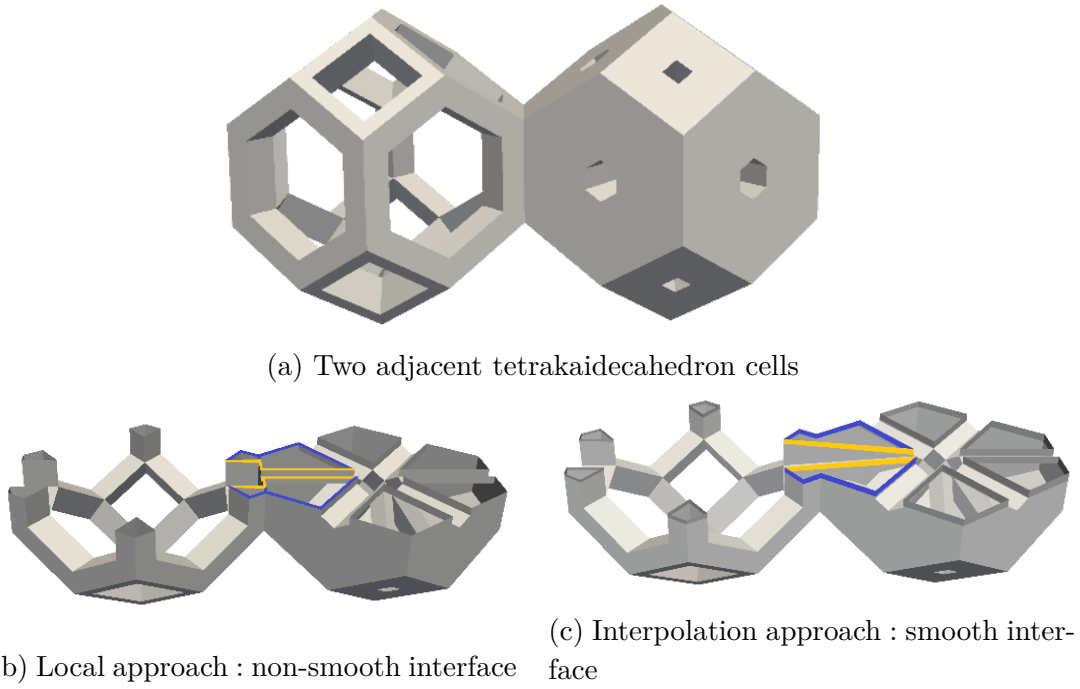 (a) Two adjacent tetrakaidecahedron cells
b) Local approach : non-smooth interface
(c) Interpolation approach : smooth inter-
face